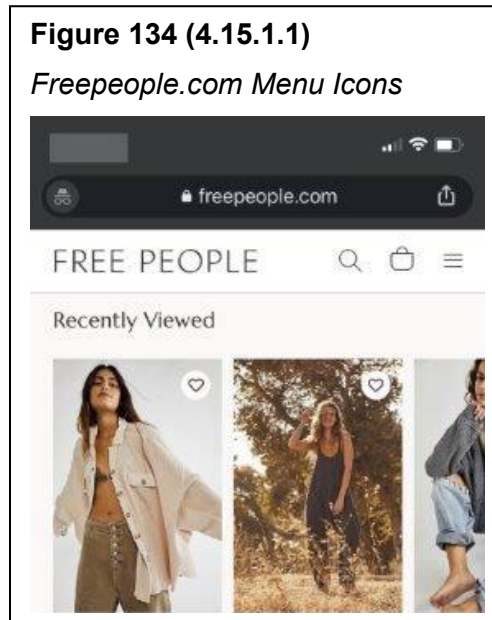 Figure 134 (4.15.1.1)
Freepeople.com Menu Icons
freepeople.com
FREE PEOPLE
Recently Viewed